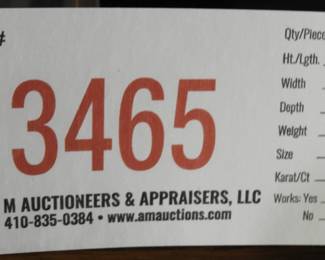 #
3465
M AUCTIONEERS & APPRAISERS, LLC
410-835-0384 • www.amauctions.com
Qty/Piece
Ht./Lgth.
Width
Depth
Weight
Size
Karat/Ct
Works: Yes
No